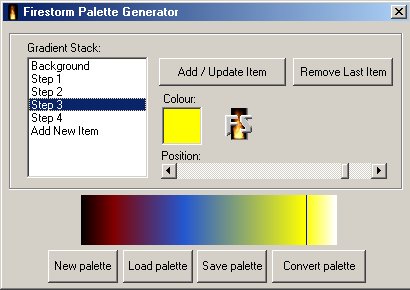 Firestorm Palette Generator
Gradient Stack:
Background
Step 1
Step 2
Step 3
Step 4
Add New Item
Add / Update Item
Remove Last Item
Colour:
FS
Position:
New palette
Load palette
Save palette
Convert palette